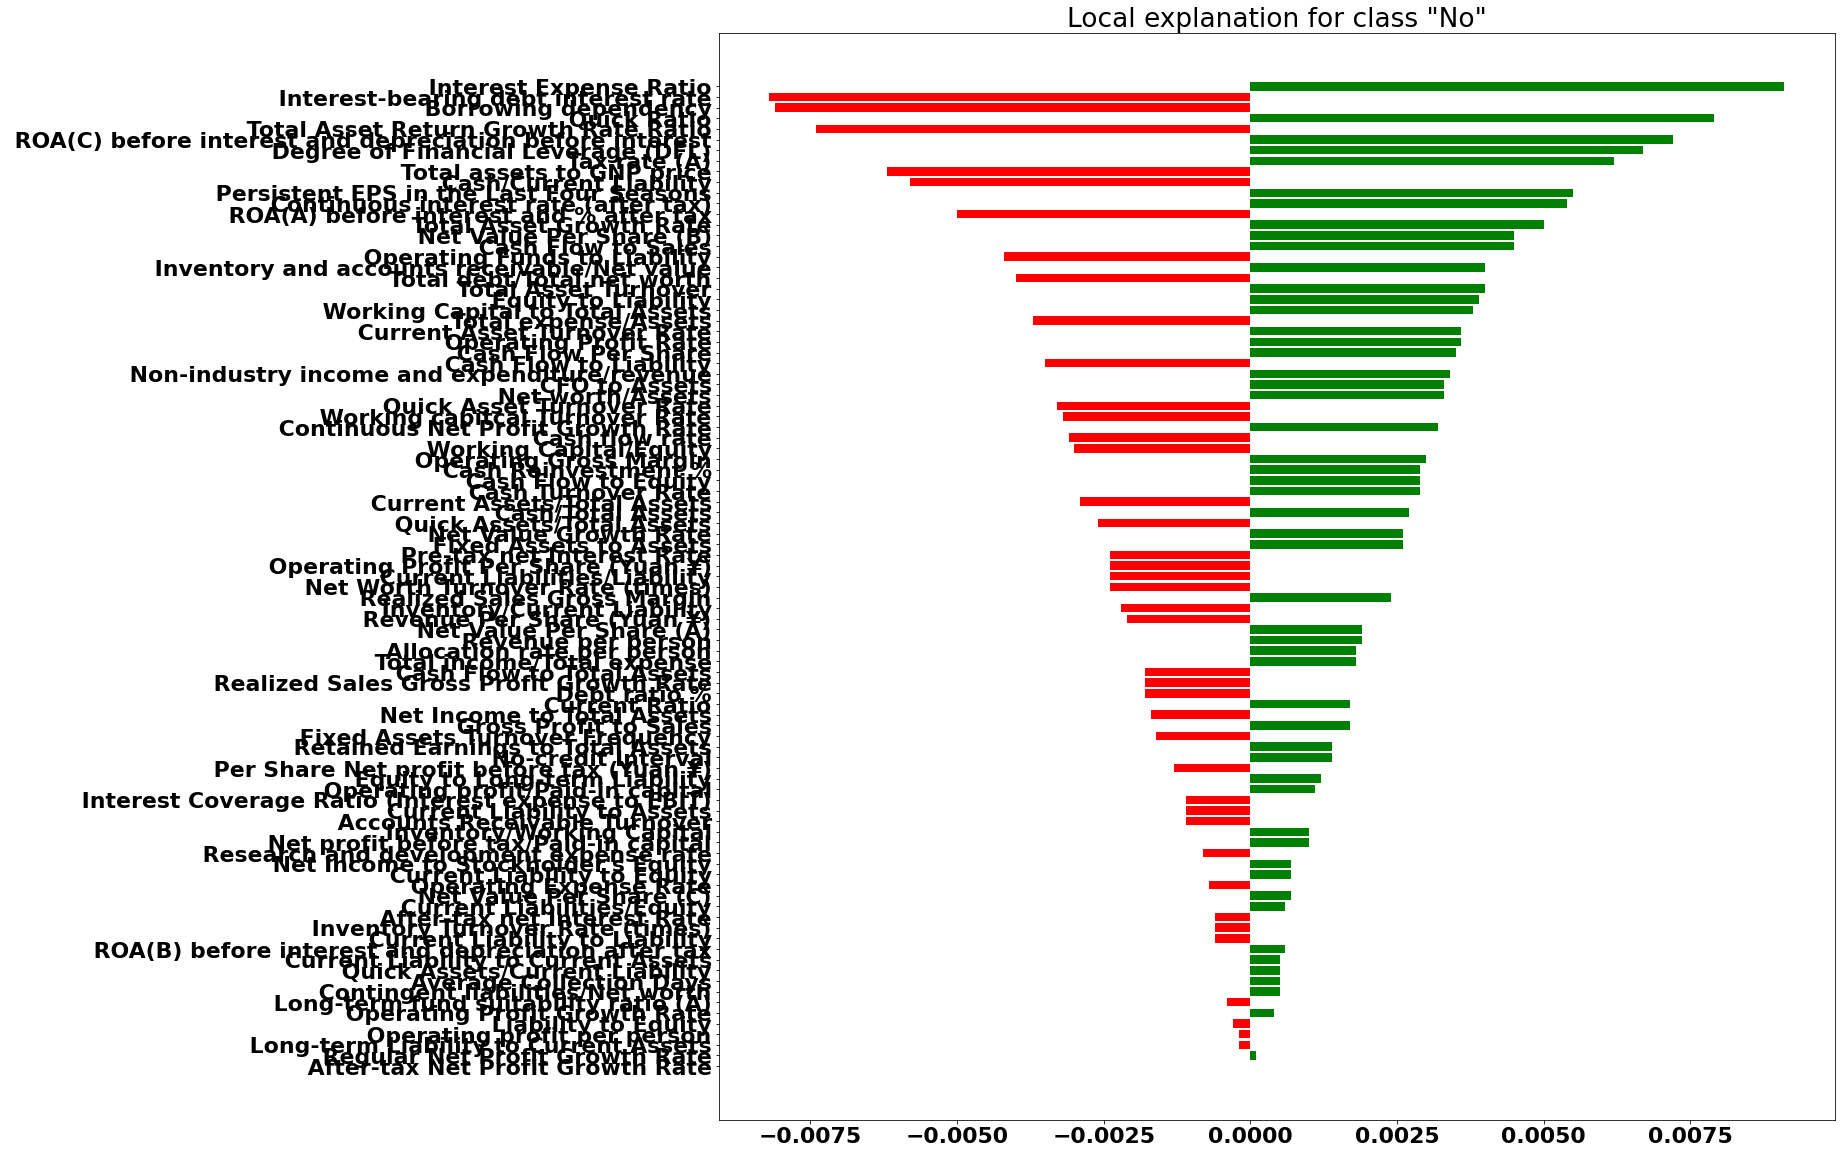 Local explanation for class "No"
Interest Expense Ratio
Interest-bearing debt interest rate
Borrowing dependency
Quick Ratio
Total Asset Return Growth Rate Ratio
ROA(C) before interest and depreciation before interest
Degree of Financial Leverage (DFL)
Tax rate (A)
Total assets to GNP price
Cash/Current Liability
Persistent EPS in the Last Four Seasons
Continuous interest rate (after tax)
ROA(A) before interest and % after tax
Total Asset Growth Rate
Net Value Per Share (B)
Cash Flow to Sales
Operating Funds to Liability
Inventory and accounts receivable/Net value
Total debt/Total net worth
Total Asset Turnover
Equity to Liability
Working Capital to Total Assets
Total expense/Assets
Current Asset Turnover Rate
Operating Profit Rate
Cash Flow Per Share
Cash Flow to Liability
Non-industry income and expenditure/revenue
CFO to Assets
Net worth/Assets
Quick Asset Turnover Rate
Working capitcal Turnover Rate
Continuous Net Profit Growth Rate
Cash flow rate
Working Capital/Equity
Operating Gross Margin
Cash Reinvestment %
Cash Flow to Equity
Cash Turnover Rate
Current Assets/Total Assets
Cash/Total Assets
Quick Assets/Total Assets
Net Value Growth Rate
Fixed Assets to Assets
Pre-tax net Interest Rate
Operating Profit Per Share (Yuan ¥)
Current Liabilities/Liability
Net Worth Turnover Rate (times)
Realized Sales Gross Margin
Inventory/Current Liability
Revenue Per Share (Yuan ¥)
Net Value Per Share (A)
Revenue per person
Allocation rate per person
Total income/Total expense
Cash Flow to Total Assets
Realized Sales Gross Profit Growth Rate
Debt ratio %
Current Ratio
Net Income to Total Assets
Gross Profit to Sales
Fixed Assets Turnover Frequency
Retained Earnings to Total Assets
No-credit Interval
Per Share Net profit before tax (Yuan ¥)
Equity to Long-term Liability
Operating profit/Paid-in capital
Interest Coverage Ratio (Interest expense to EBIT)
Current Liability to Assets
Accounts Receivable Turnover
Inventory/Working Capital
Net profit before tax/Paid-in capital
Research and development expense rate
Net Income to Stockholder's Equity
Current Liability to Equity
Operating Expense Rate
Net Value Per Share (C)
Current Liabilities/Equity
After-tax net Interest Rate
Inventory Turnover Rate (times)
Current Liability to Liability
ROA(B) before interest and depreciation after tax
Current Liability to Current Assets
Quick Assets/Current Liability
Average Collection Days
Contingent liabilities/Net worth
Long-term fund suitability ratio (A)
Operating Profit Growth Rate
Liability to Equity
Operating profit per person
Long-term Liability to Current Assets
Regular Net Profit Growth Rate
After-tax Net Profit Growth Rate
−0.0075 −0.0050 −0.0025 0.0000 0.0025 0.0050 0.0075